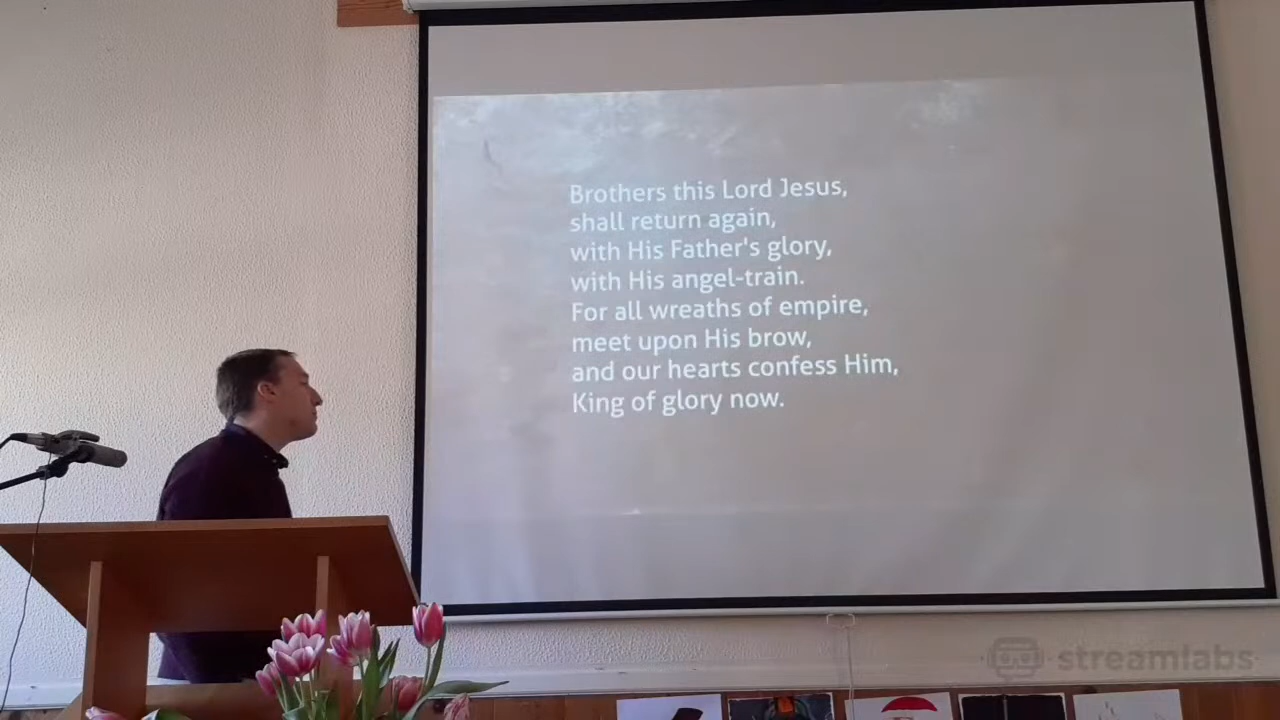 Brothers this Lord Jesus,
shall return again,
with His Father's glory,
with His angel-train.
For all wreaths of empire,
meet upon His brow,
and our hearts confess Him,
King of glory now.
streamlabs